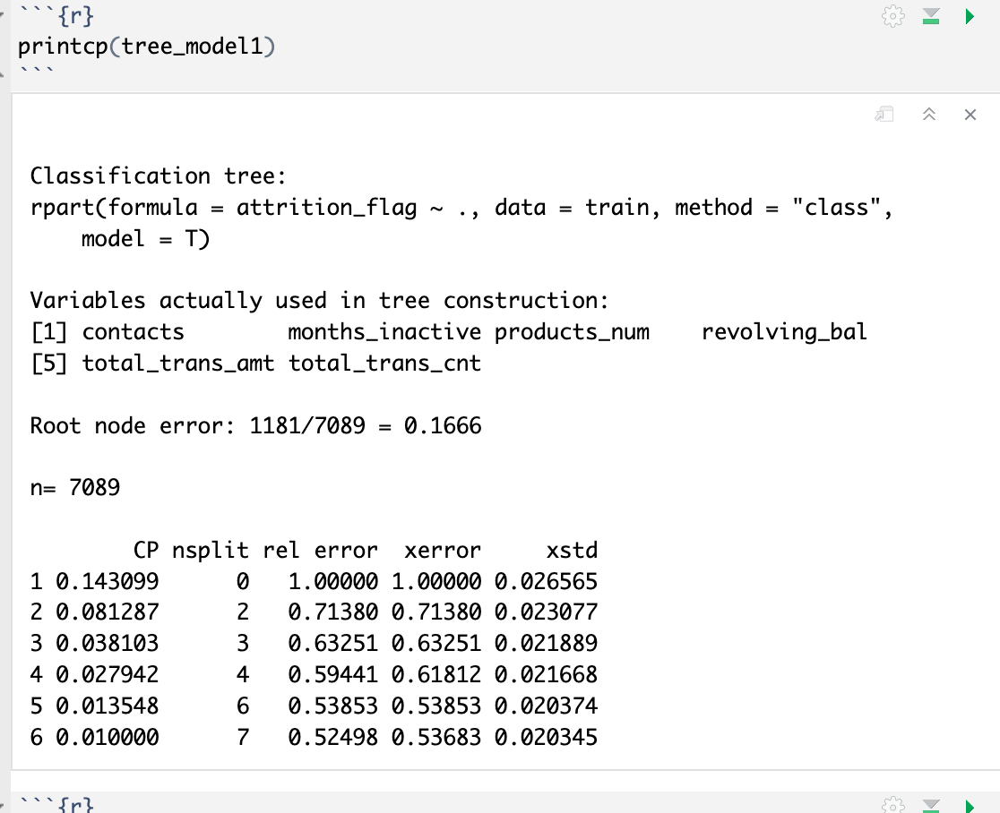 ```{r}
printcp(tree_model1)
```
Classification tree:
rpart(formula = attrition_flag ~ ., data = train, method = "class",
    model = T)
Variables actually used in tree construction:
[1] contacts        months_inactive products_num    revolving_bal
[5] total_trans_amt total_trans_cnt
Root node error: 1181/7089 = 0.1666
n= 7089
        CP nsplit rel error  xerror     xstd
1 0.143099      0   1.00000 1.00000 0.026565
2 0.081287      2   0.71380 0.71380 0.023077
3 0.038103      3   0.63251 0.63251 0.021889
4 0.027942      4   0.59441 0.61812 0.021668
5 0.013548      6   0.53853 0.53853 0.020374
6 0.010000      7   0.52498 0.53683 0.020345
```{r}